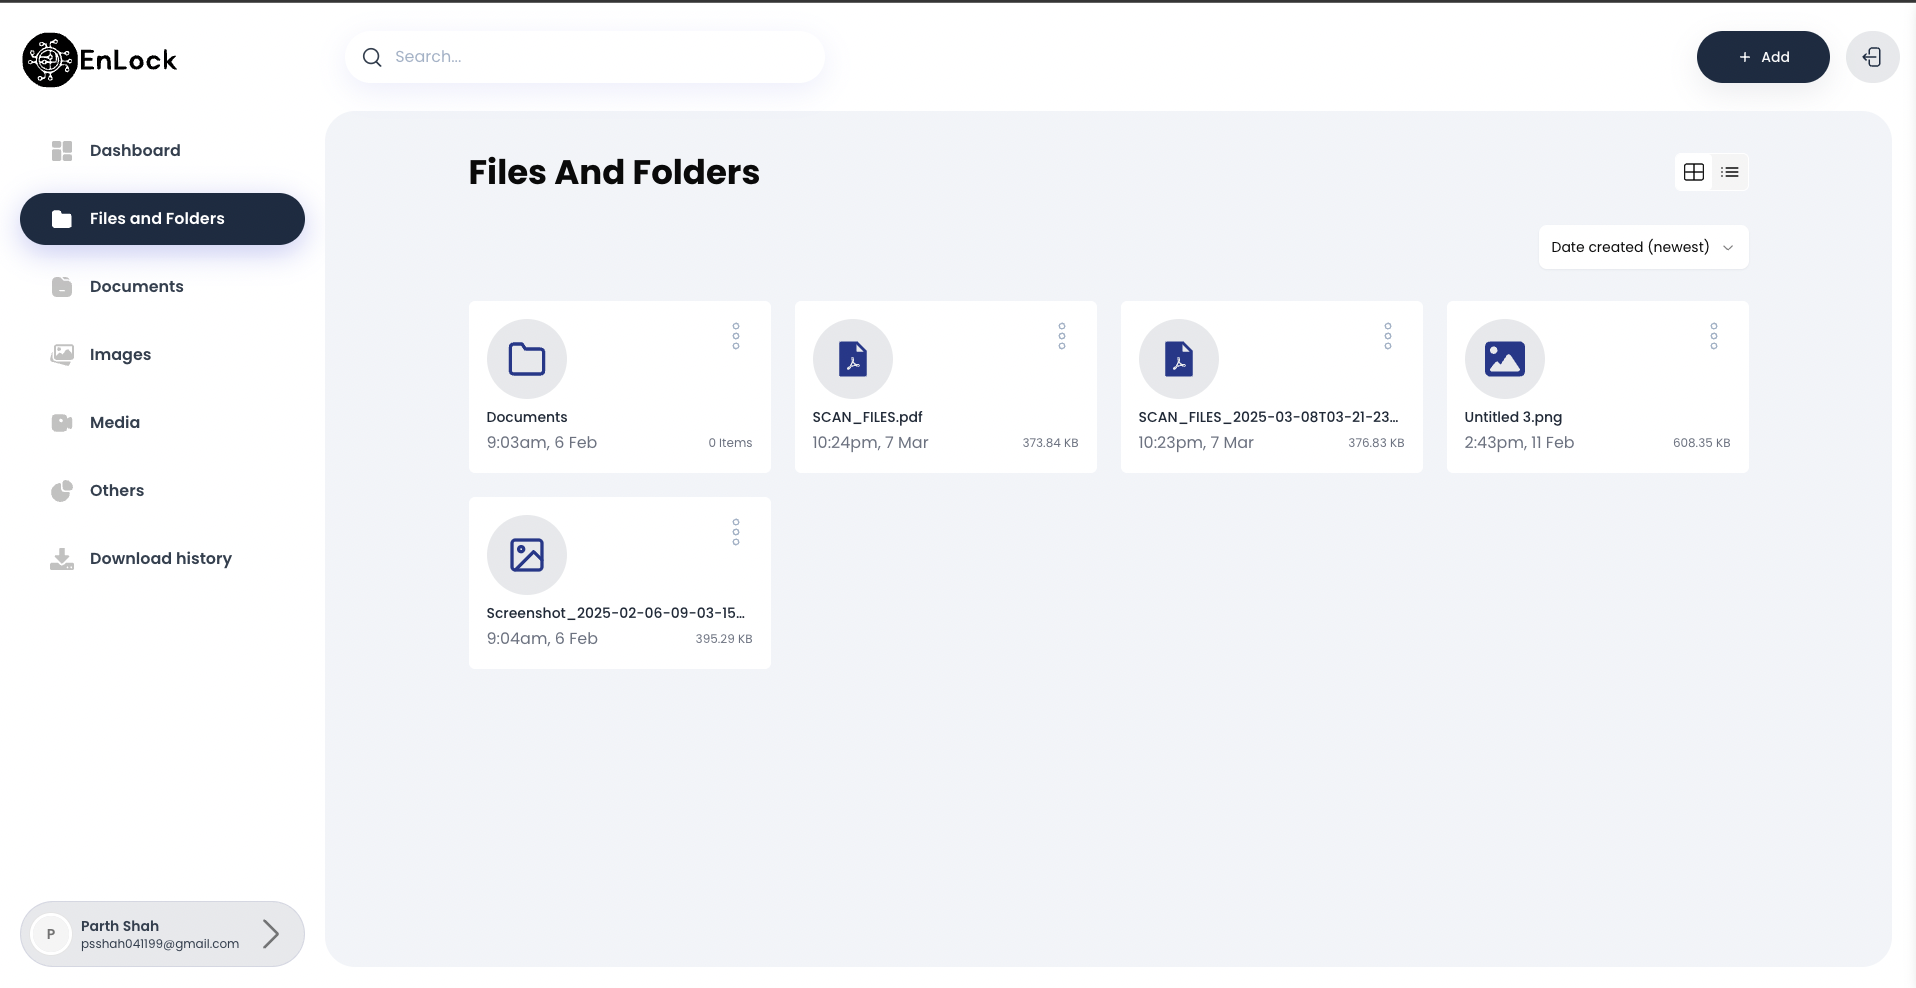 EnLock
Search...
+ Add
Dashboard
Files and Folders
Documents
Images
Media
Others
Download history
Files And Folders
Date created (newest)
Documents
9:03am, 6 Feb
0 Items
SCAN_FILES.pdf
10:24pm, 7 Mar
373.84 KB
SCAN_FILES_2025-03-08T03-21-23...
10:23pm, 7 Mar
376.83 KB
Untitled 3.png
2:43pm, 11 Feb
608.35 KB
Screenshot_2025-02-06-09-03-15...
9:04am, 6 Feb
395.29 KB
P
Parth Shah
psshah041199@gmail.com